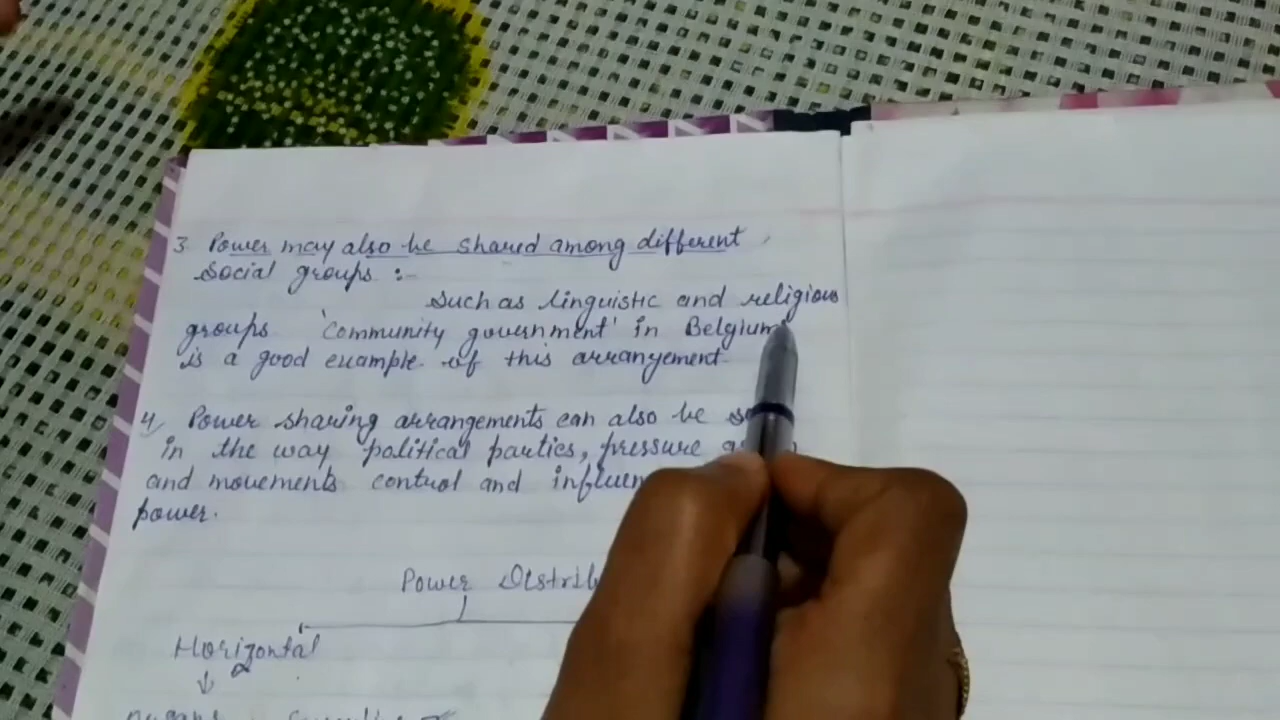 3. Power may also be shared among different
social groups :-
such as linguistic and religious
groups 'community government' in Belgium
is a good example of this arrangement
4, Power sharing arrangements can also be
in the way political parties, pressure
and movements control and
power.
Power
Horizontal